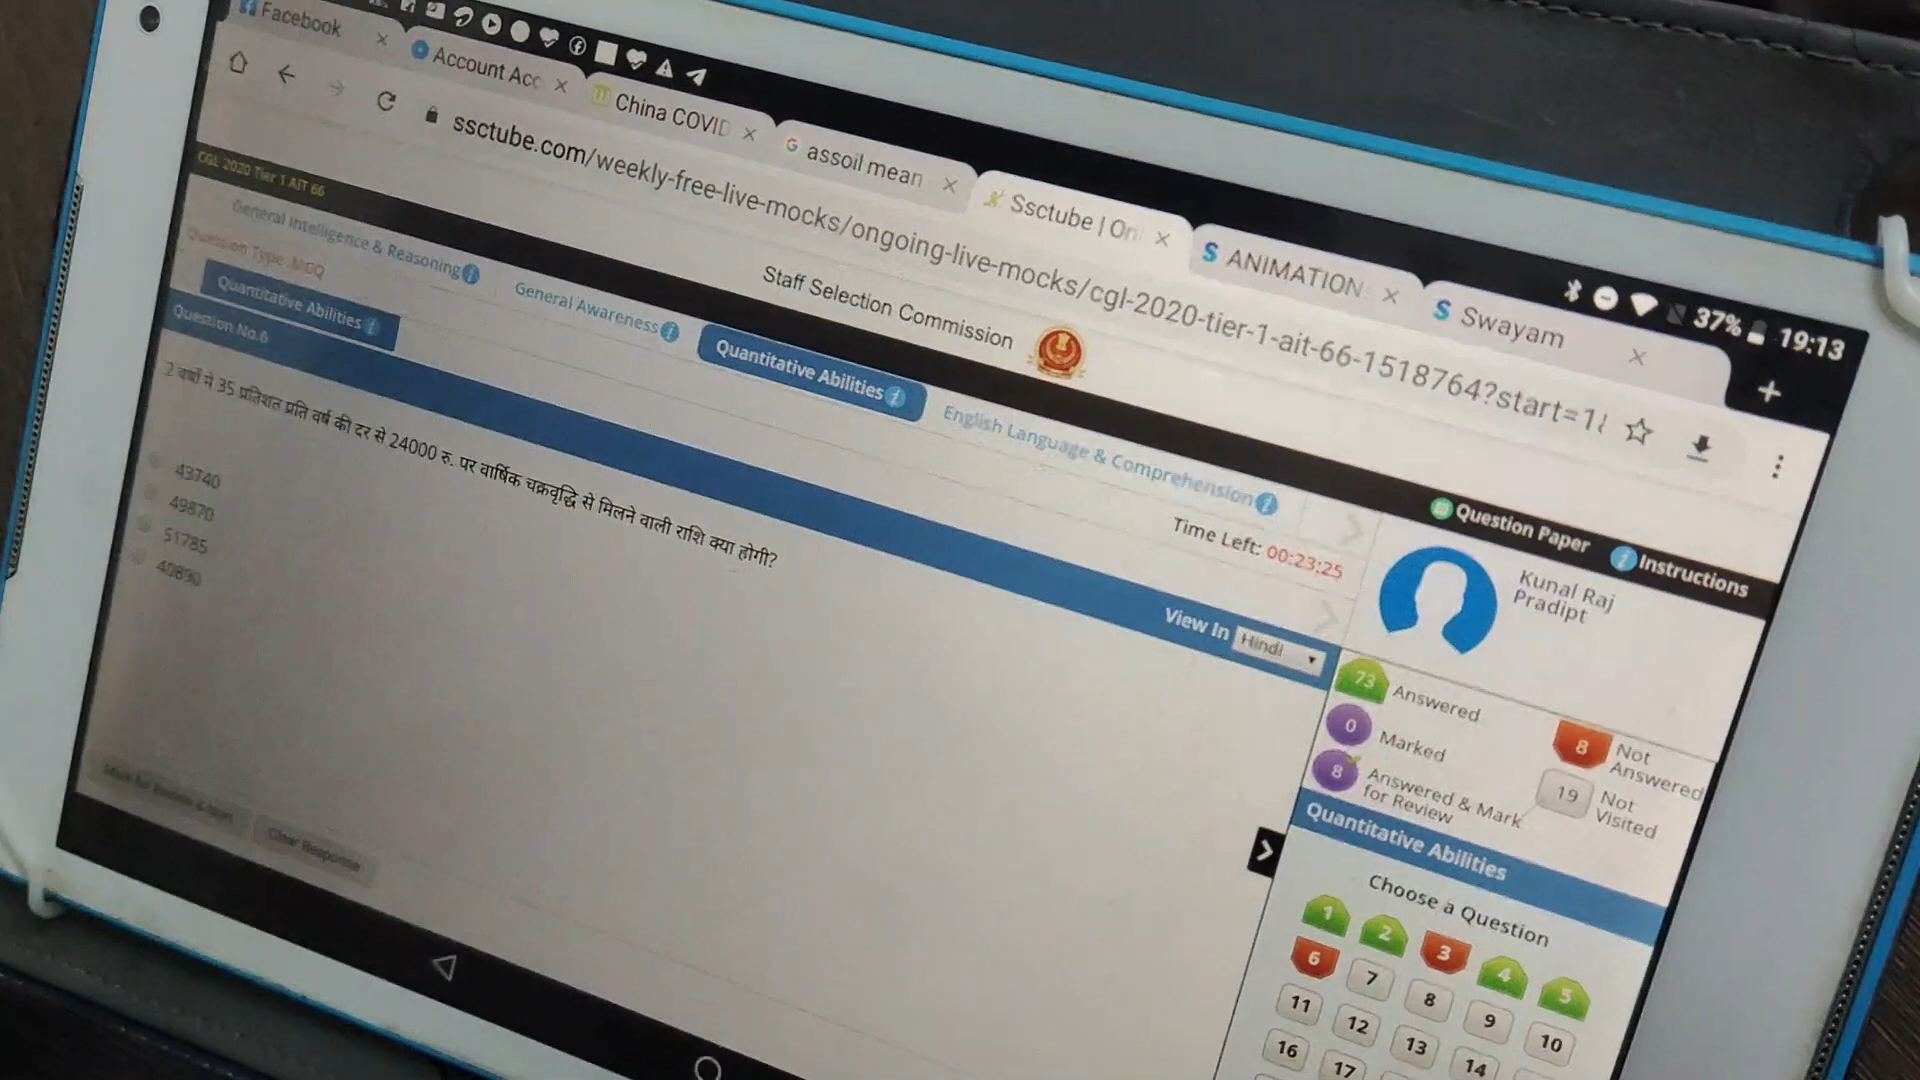 Facebook
Account Acc
China COVID
assoil mean
Ssctube | Onl
ANIMATION
Swayam
37% 19:13
ssctube.com/weekly-free-live-mocks/ongoing-live-mocks/cgl-2020-tier-1-ait-66-1518764?start=1
CGL 2020 Tier 1 AIT 66
Staff Selection Commission
Question Paper
Instructions
General Intelligence & Reasoning
General Awareness
Quantitative Abilities
English Language & Comprehension
Question Type :MCQ
Time Left: 00:23:25
Quantitative Abilities
Question No.6
View In Hindi
2 वर्षों में 35 प्रतिशत प्रति वर्ष की दर से 24000 रु. पर वार्षिक चक्रवृद्धि से मिलने वाली राशि क्या होगी?
43740
49870
51785
40890
Mark for Review & Next
Clear Response
Kunal Raj
Pradipt
73 Answered
8 Not Answered
0 Marked
19 Not Visited
8 Answered & Mark for Review
Quantitative Abilities
Choose a Question
1 2 3 4 5
6 7 8 9 10
11 12 13 14
16 17